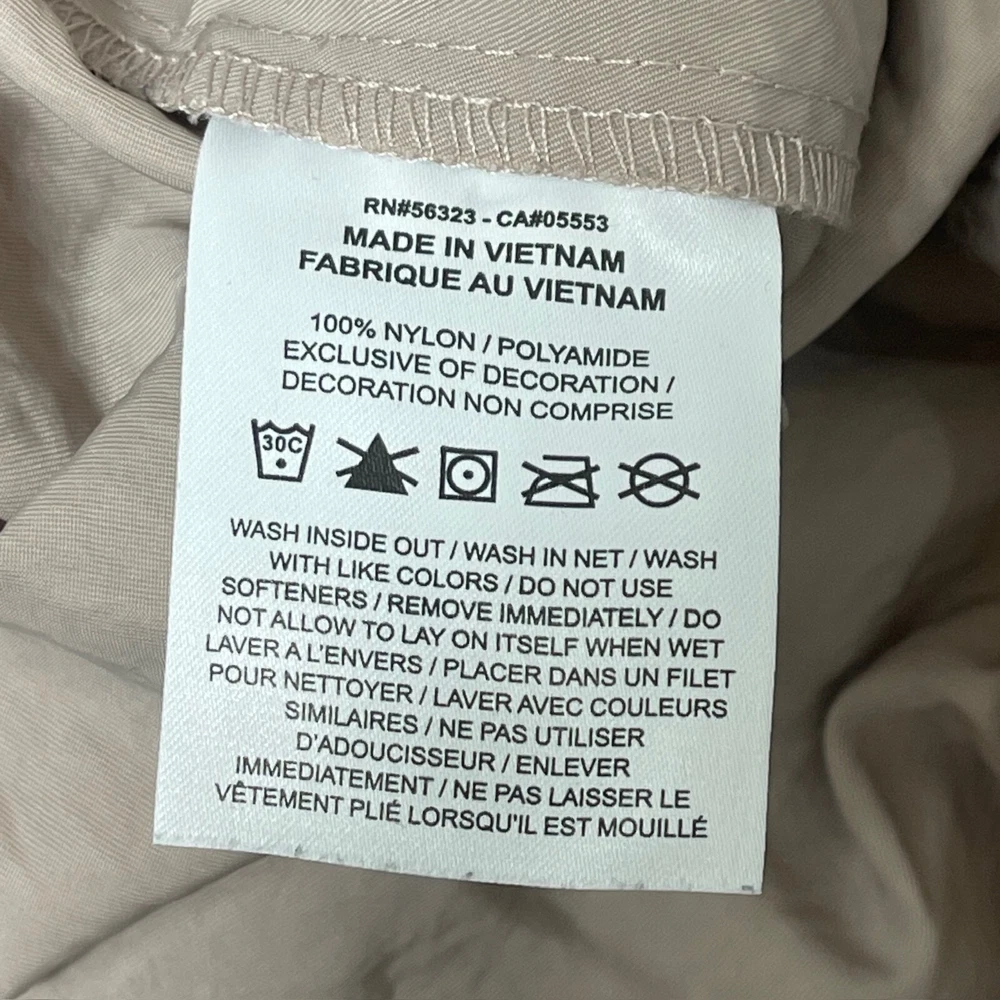 RN#56323 - CA#05553
MADE IN VIETNAM
FABRIQUE AU VIETNAM
100% NYLON / POLYAMIDE
EXCLUSIVE OF DECORATION /
DECORATION NON COMPRISE
30C
WASH INSIDE OUT / WASH IN NET / WASH
WITH LIKE COLORS / DO NOT USE
SOFTENERS / REMOVE IMMEDIATELY / DO
NOT ALLOW TO LAY ON ITSELF WHEN WET
LAVER A L'ENVERS / PLACER DANS UN FILET
POUR NETTOYER / LAVER AVEC COULEURS
SIMILAIRES / NE PAS UTILISER
D'ADOUCISSEUR / ENLEVER
IMMEDIATEMENT / NE PAS LAISSER LE
VÊTEMENT PLIÉ LORSQU'IL EST MOUILLÉ